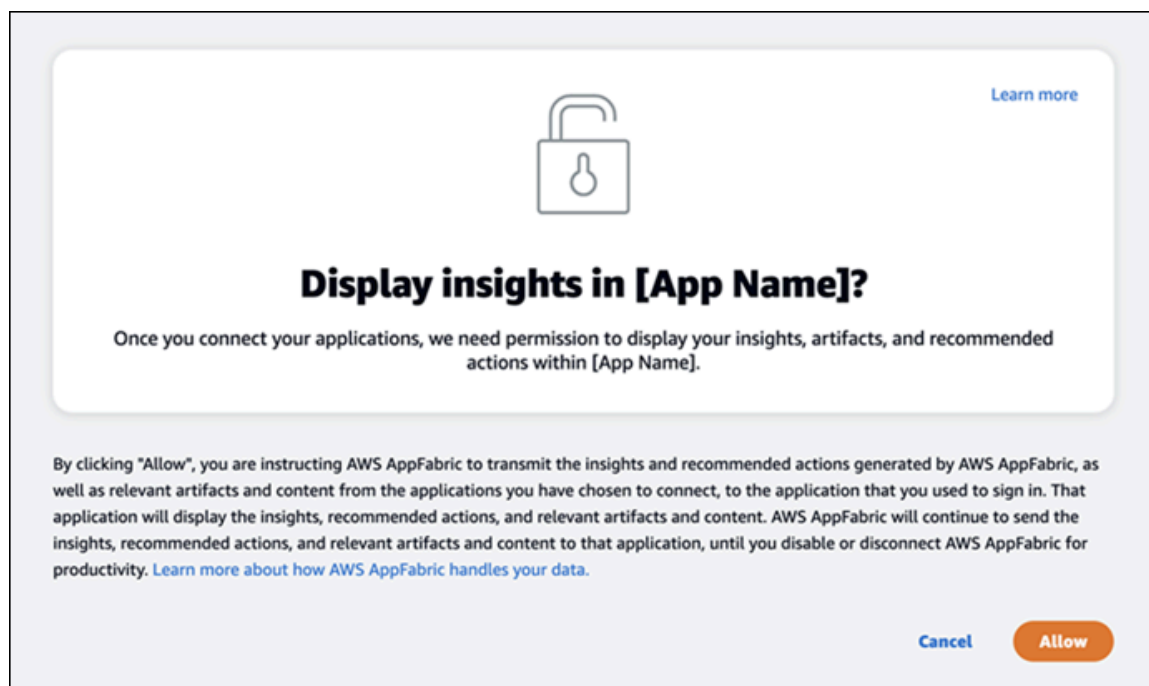 Learn more
Display insights in [App Name]?
Once you connect your applications, we need permission to display your insights, artifacts, and recommended
actions within [App Name].
By clicking "Allow", you are instructing AWS AppFabric to transmit the insights and recommended actions generated by AWS AppFabric, as
well as relevant artifacts and content from the applications you have chosen to connect, to the application that you used to sign in. That
application will display the insights, recommended actions, and relevant artifacts and content. AWS AppFabric will continue to send the
insights, recommended actions, and relevant artifacts and content to that application, until you disable or disconnect AWS AppFabric for
productivity. Learn more about how AWS AppFabric handles your data.
Cancel Allow